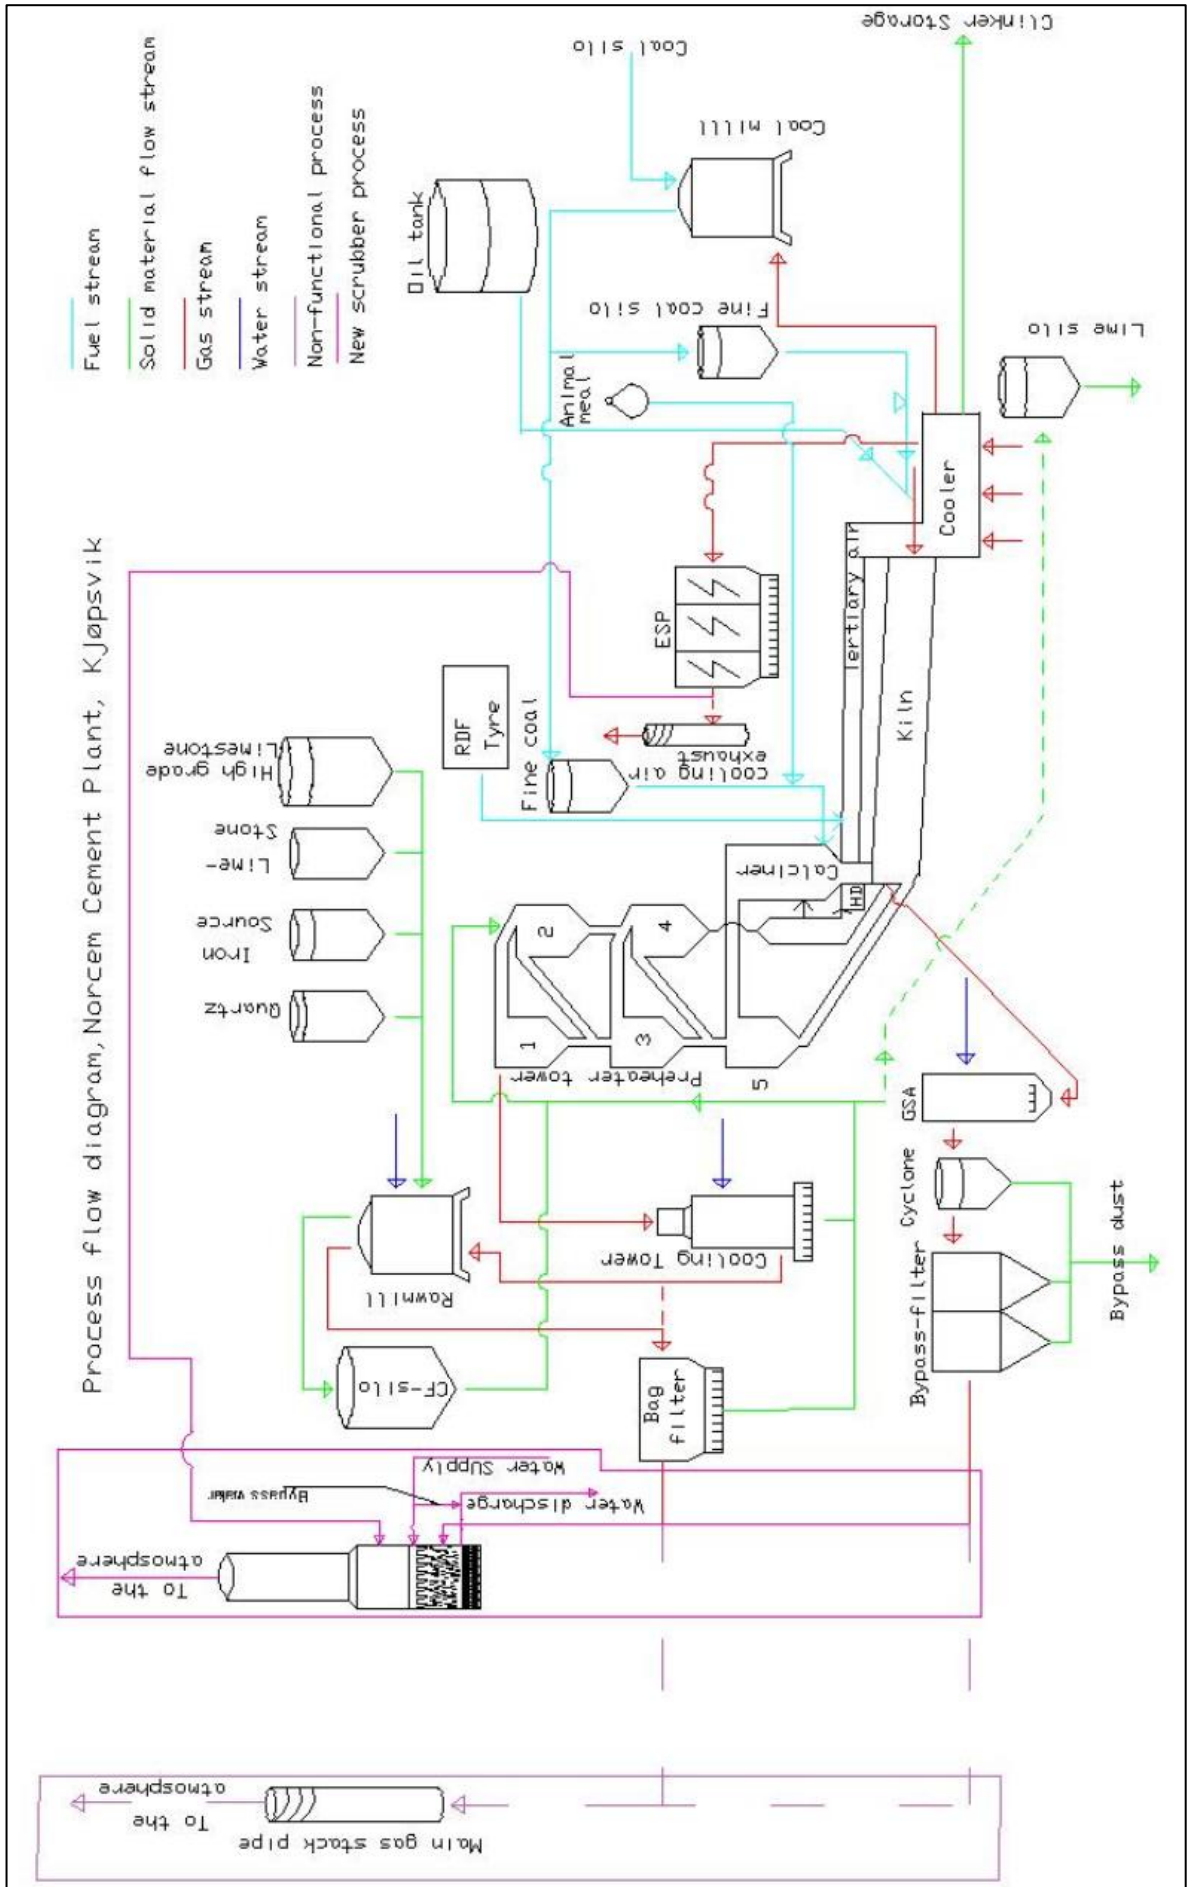 Process flow diagram, Norcem Cement Plant, Kjøpsvik
Fuel stream
Solid material flow stream
Gas stream
Water stream
Non-functional process
New scrubber process
To the
atmosphere
Main gas stack pipe
To the
atmosphere
Bypass water
Water SUpply
Water discharge
CF-silo
Rawmill
Bag
filter
Cooling
Tower
Bypass-filter
Cyclone
GSA
Bypass dust
Quartz
Iron
Source
Lime-
Stone
High grade
Limestone
Preheater tower
1
2
3
4
5
Calciner
HD
RDF
Tyre
Fine coal
cooling air
exhaust
ESP
Tertiary air
Kiln
Cooler
Animal
meal
Oil tank
Fine coal silo
Coal silo
Coal milll
Lime silo
Clinker Storage